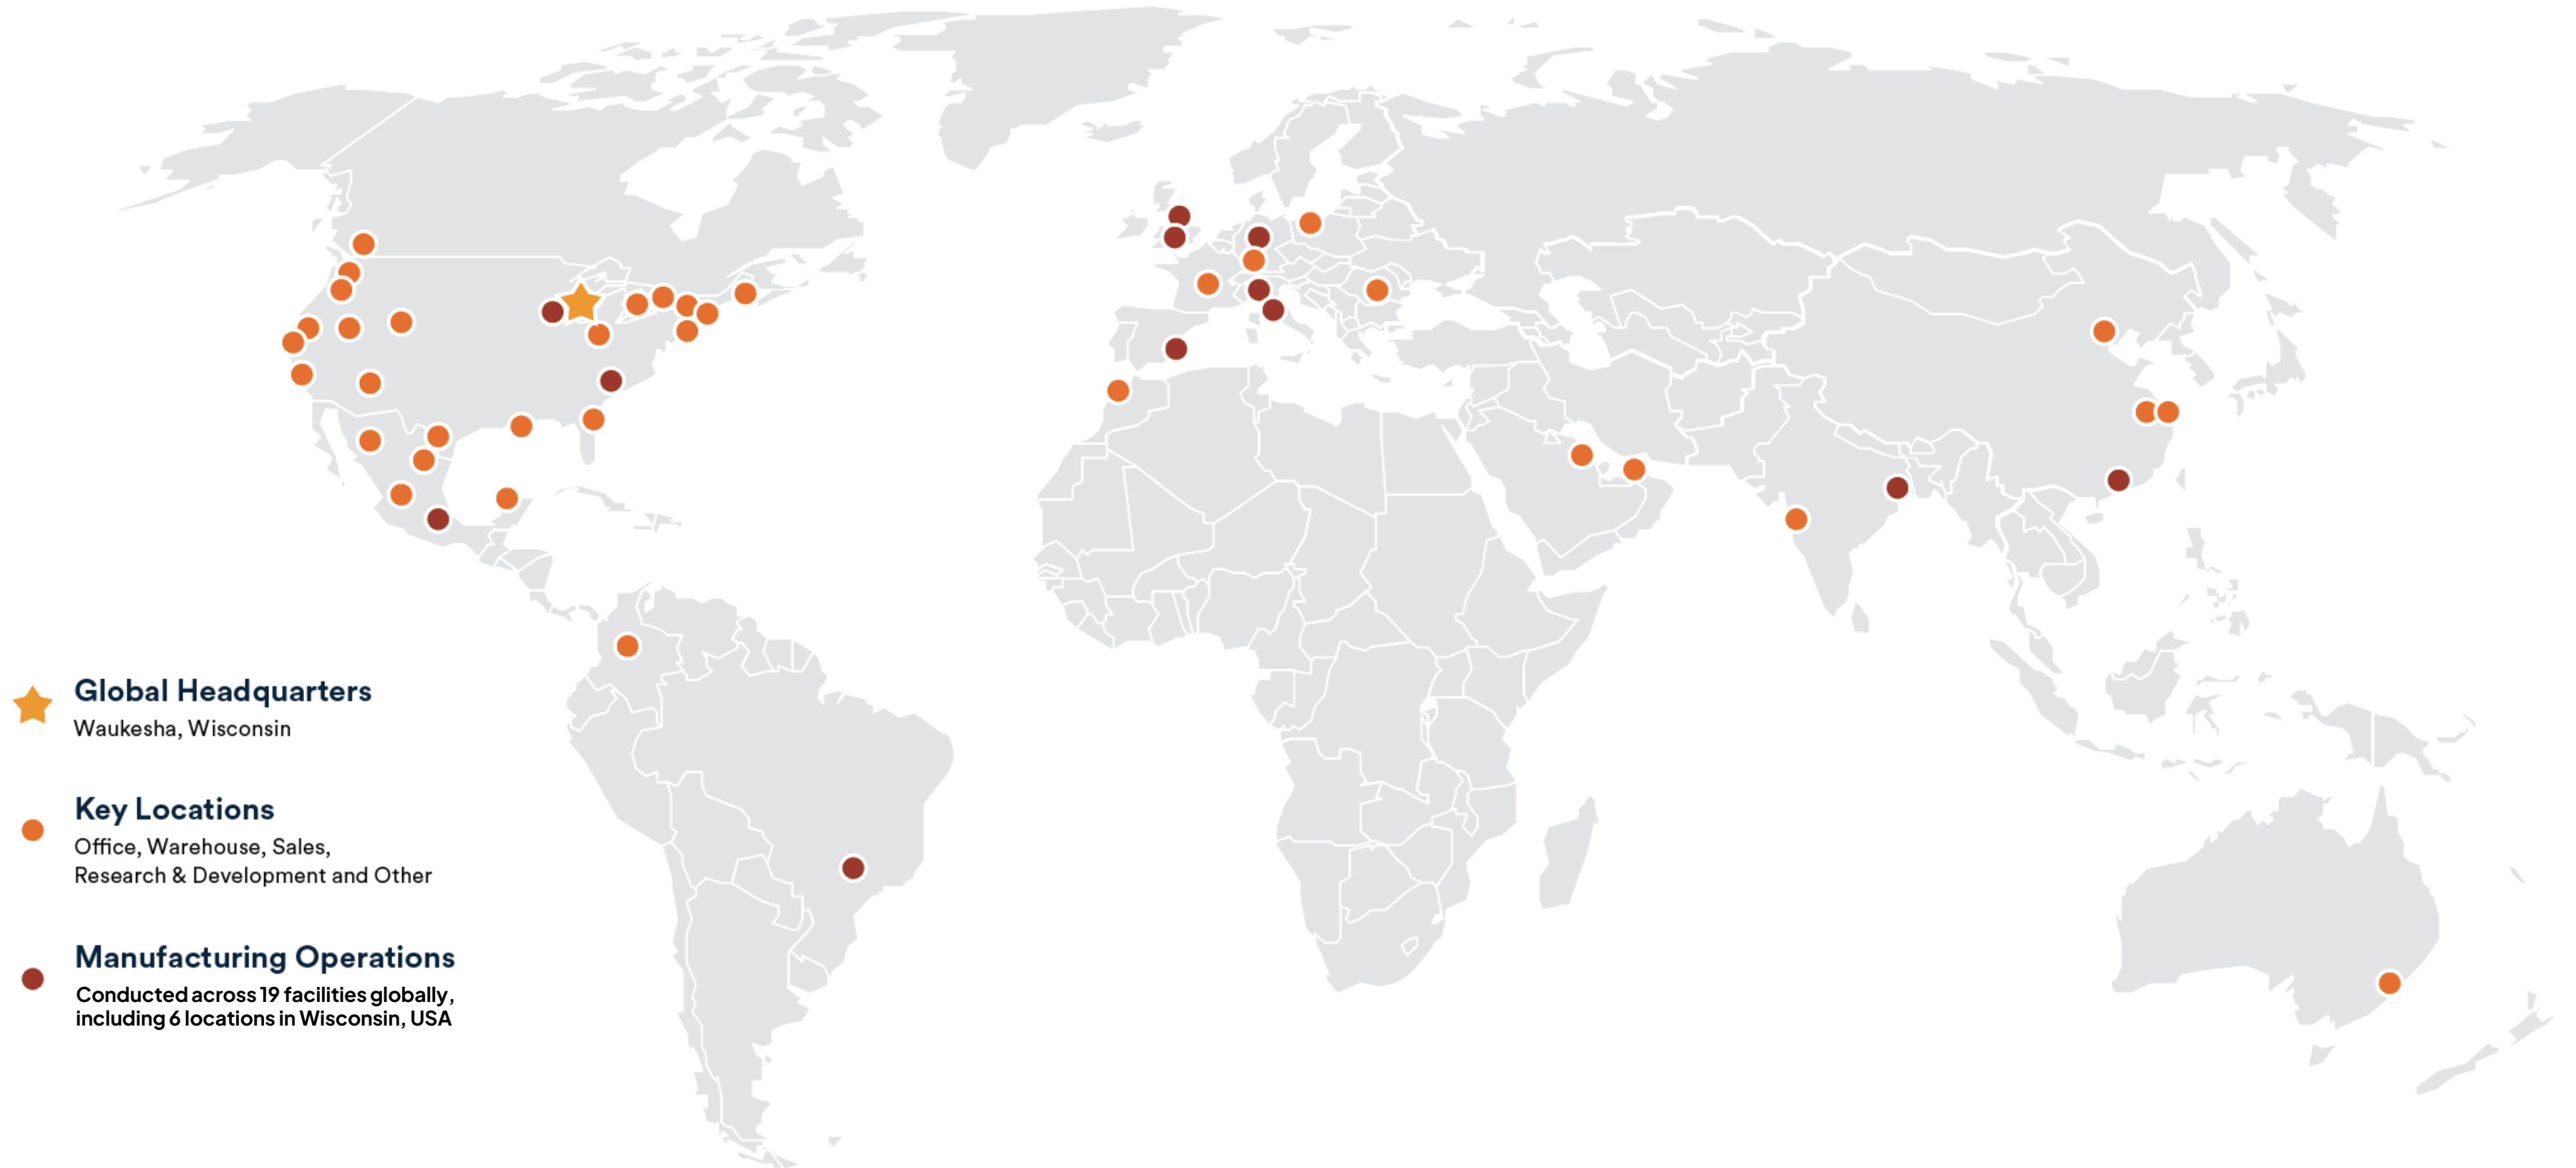 Global Headquarters
Waukesha, Wisconsin
Key Locations
Office, Warehouse, Sales,
Research & Development and Other
Manufacturing Operations
Conducted across 19 facilities globally,
including 6 locations in Wisconsin, USA